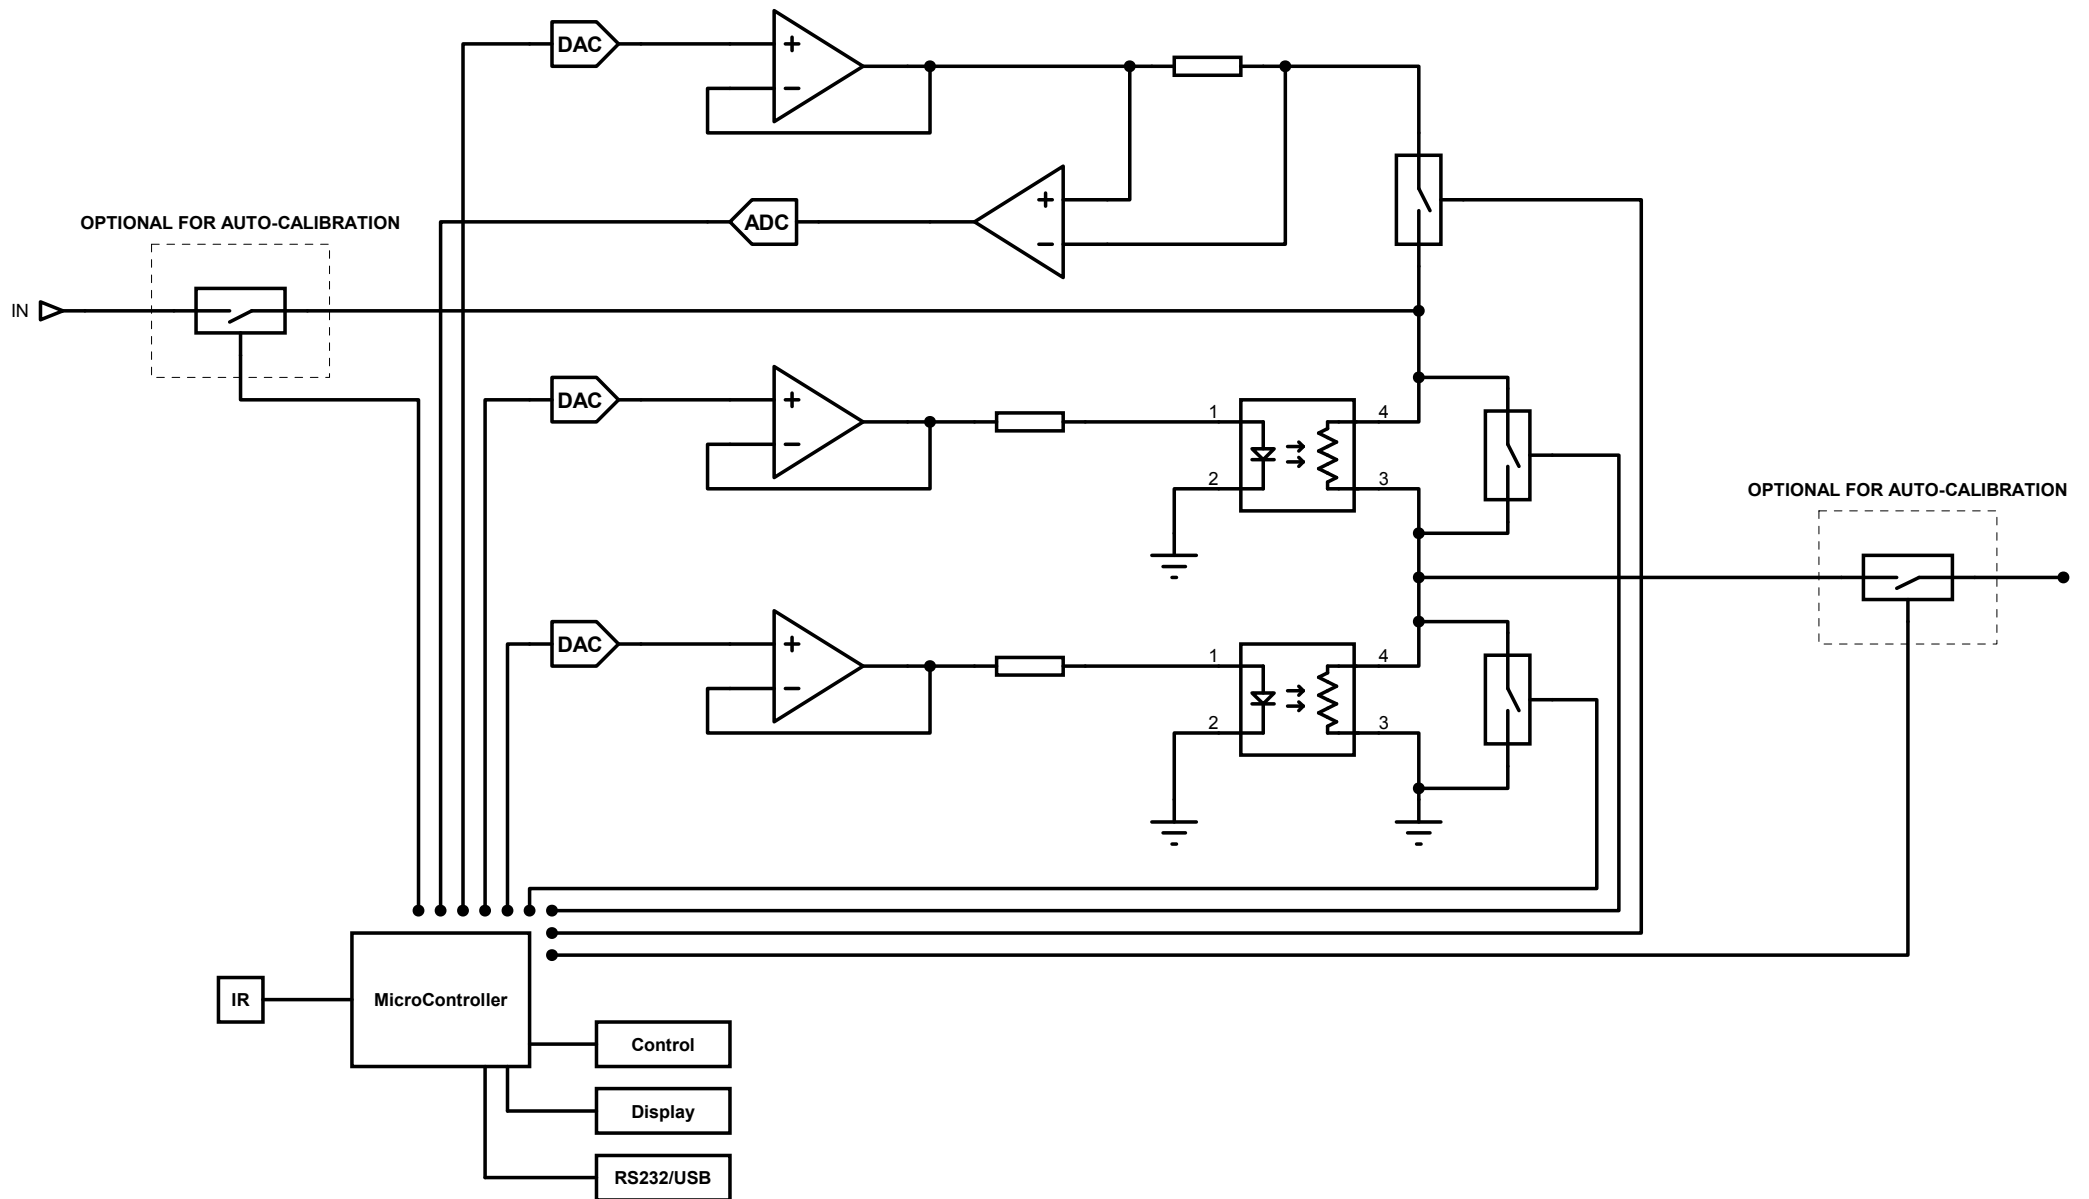 DAC
+
−
+
ADC
−
OPTIONAL FOR AUTO-CALIBRATION
IN
DAC
+
−
1
4
2
3
OPTIONAL FOR AUTO-CALIBRATION
DAC
+
−
1
4
2
3
IR
MicroController
Control
Display
RS232/USB